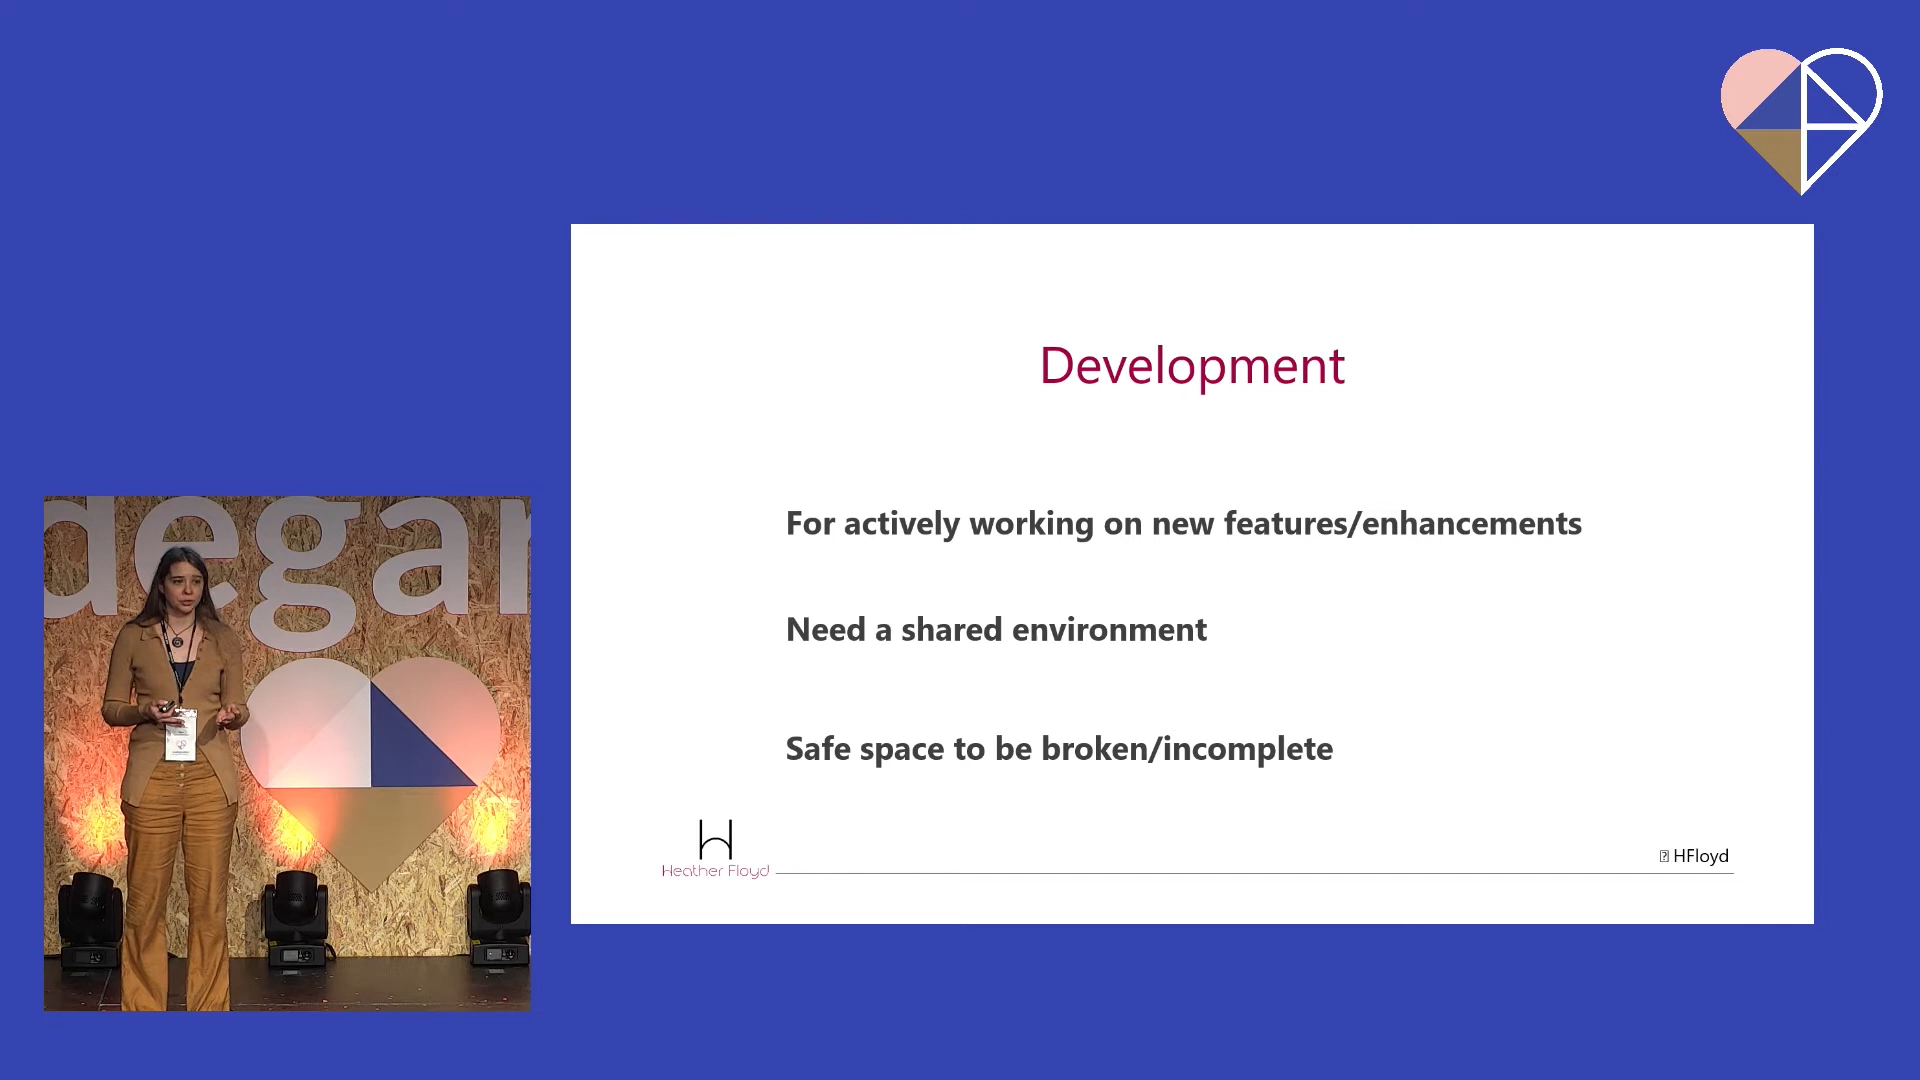 Development
For actively working on new features/enhancements
Need a shared environment
Safe space to be broken/incomplete
H
Heather Floyd
HFloyd
degar